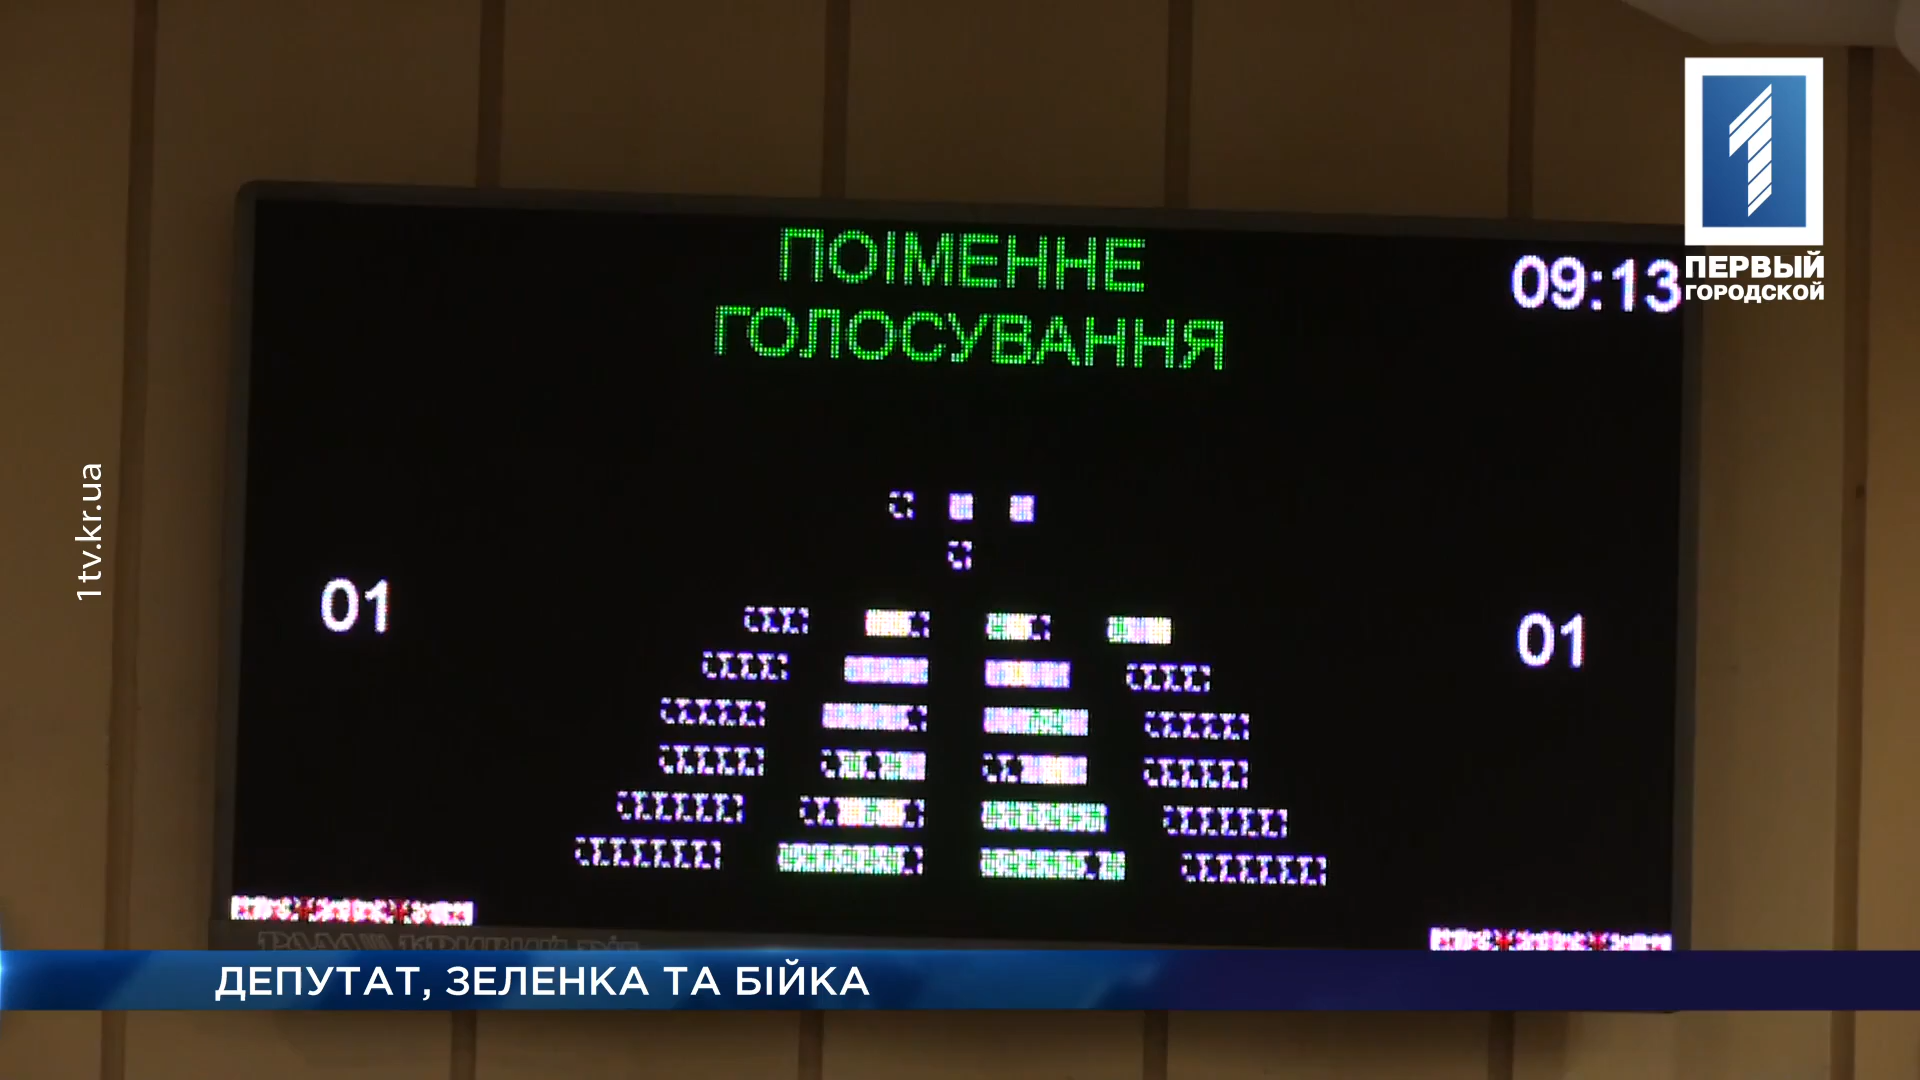 ПОІМЕННЕ
ГОЛОСУВАННЯ
09:13
ПЕРВЫЙ
ГОРОДСКОЙ
1tv.kr.ua
01
01
ДЕПУТАТ, ЗЕЛЕНКА ТА БІЙКА